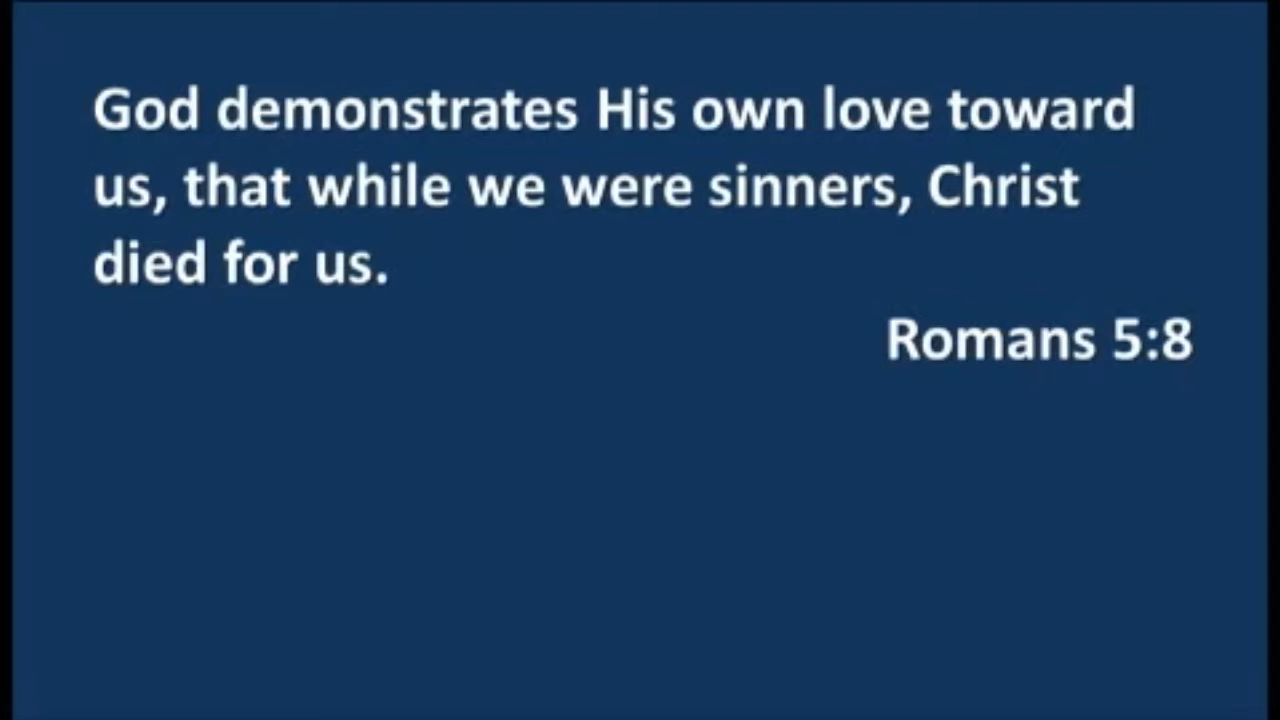 God demonstrates His own love toward
us, that while we were sinners, Christ
died for us.
Romans 5:8